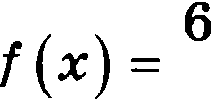 f(x) = 6